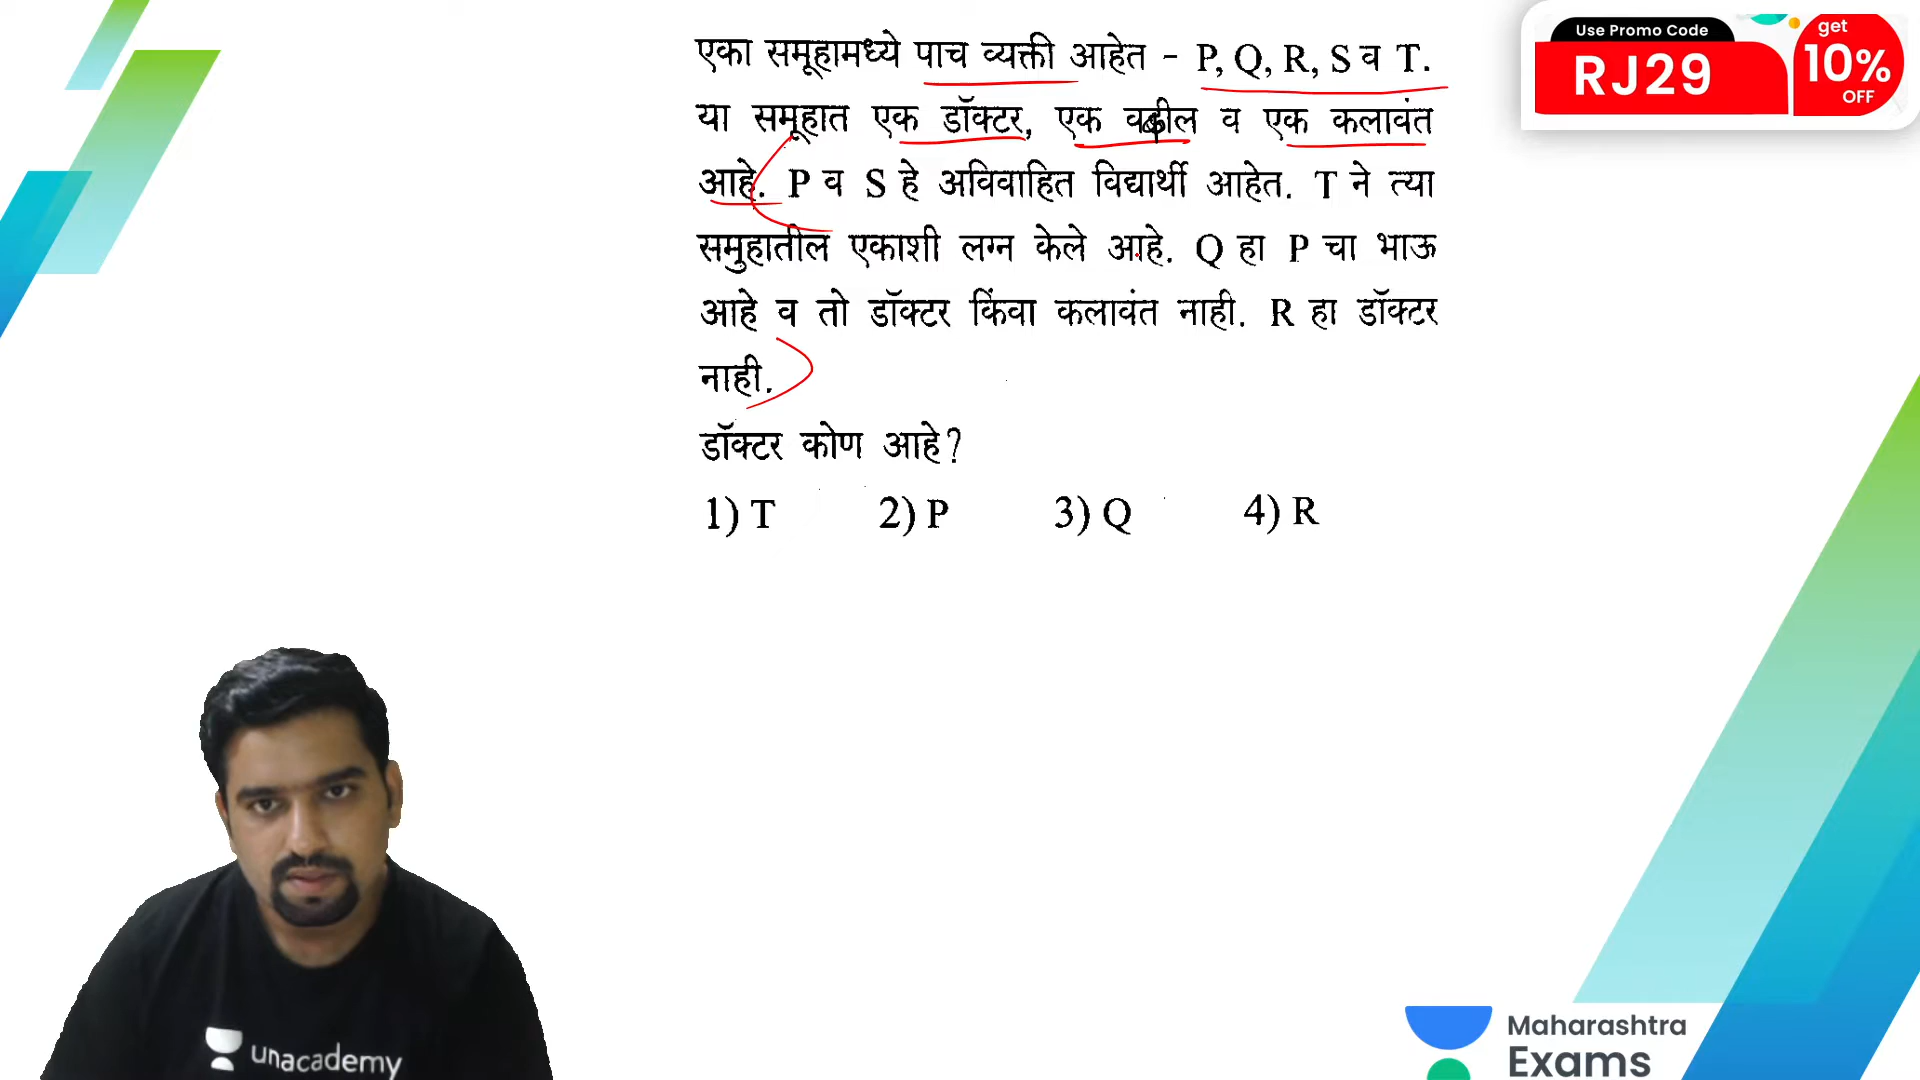 एका समूहामध्ये पाच व्यक्ती आहेत - P, Q, R, S व T.
या समूहात एक डॉक्टर, एक वकील व एक कलावंत
आहे. P व S हे अविवाहित विद्यार्थी आहेत. T ने त्या
समुहातील एकाशी लग्न केले आहे. Q हा P चा भाऊ
आहे व तो डॉक्टर किंवा कलावंत नाही. R हा डॉक्टर
नाही.
डॉक्टर कोण आहे?
1) T 2) P 3) Q 4) R
Use Promo Code
RJ29
get
10%
OFF
unacademy
Maharashtra
Exams